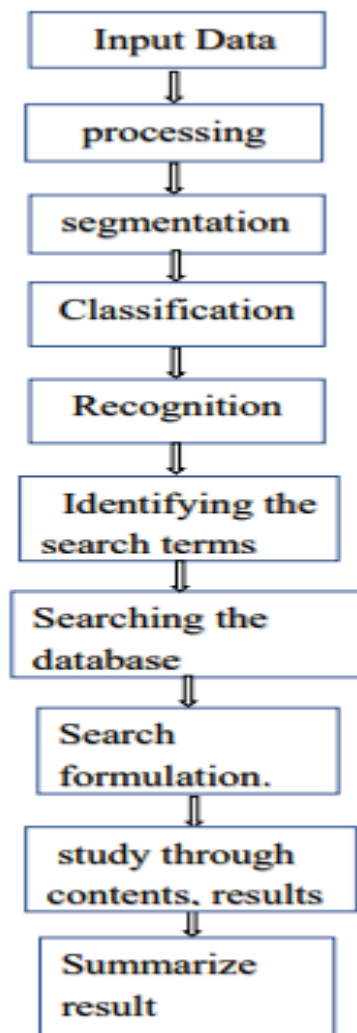 Input Data
processing
segmentation
Classification
Recognition
Identifying the
search terms
Searching the
database
Search
formulation.
study through
contents, results
Summarize
result